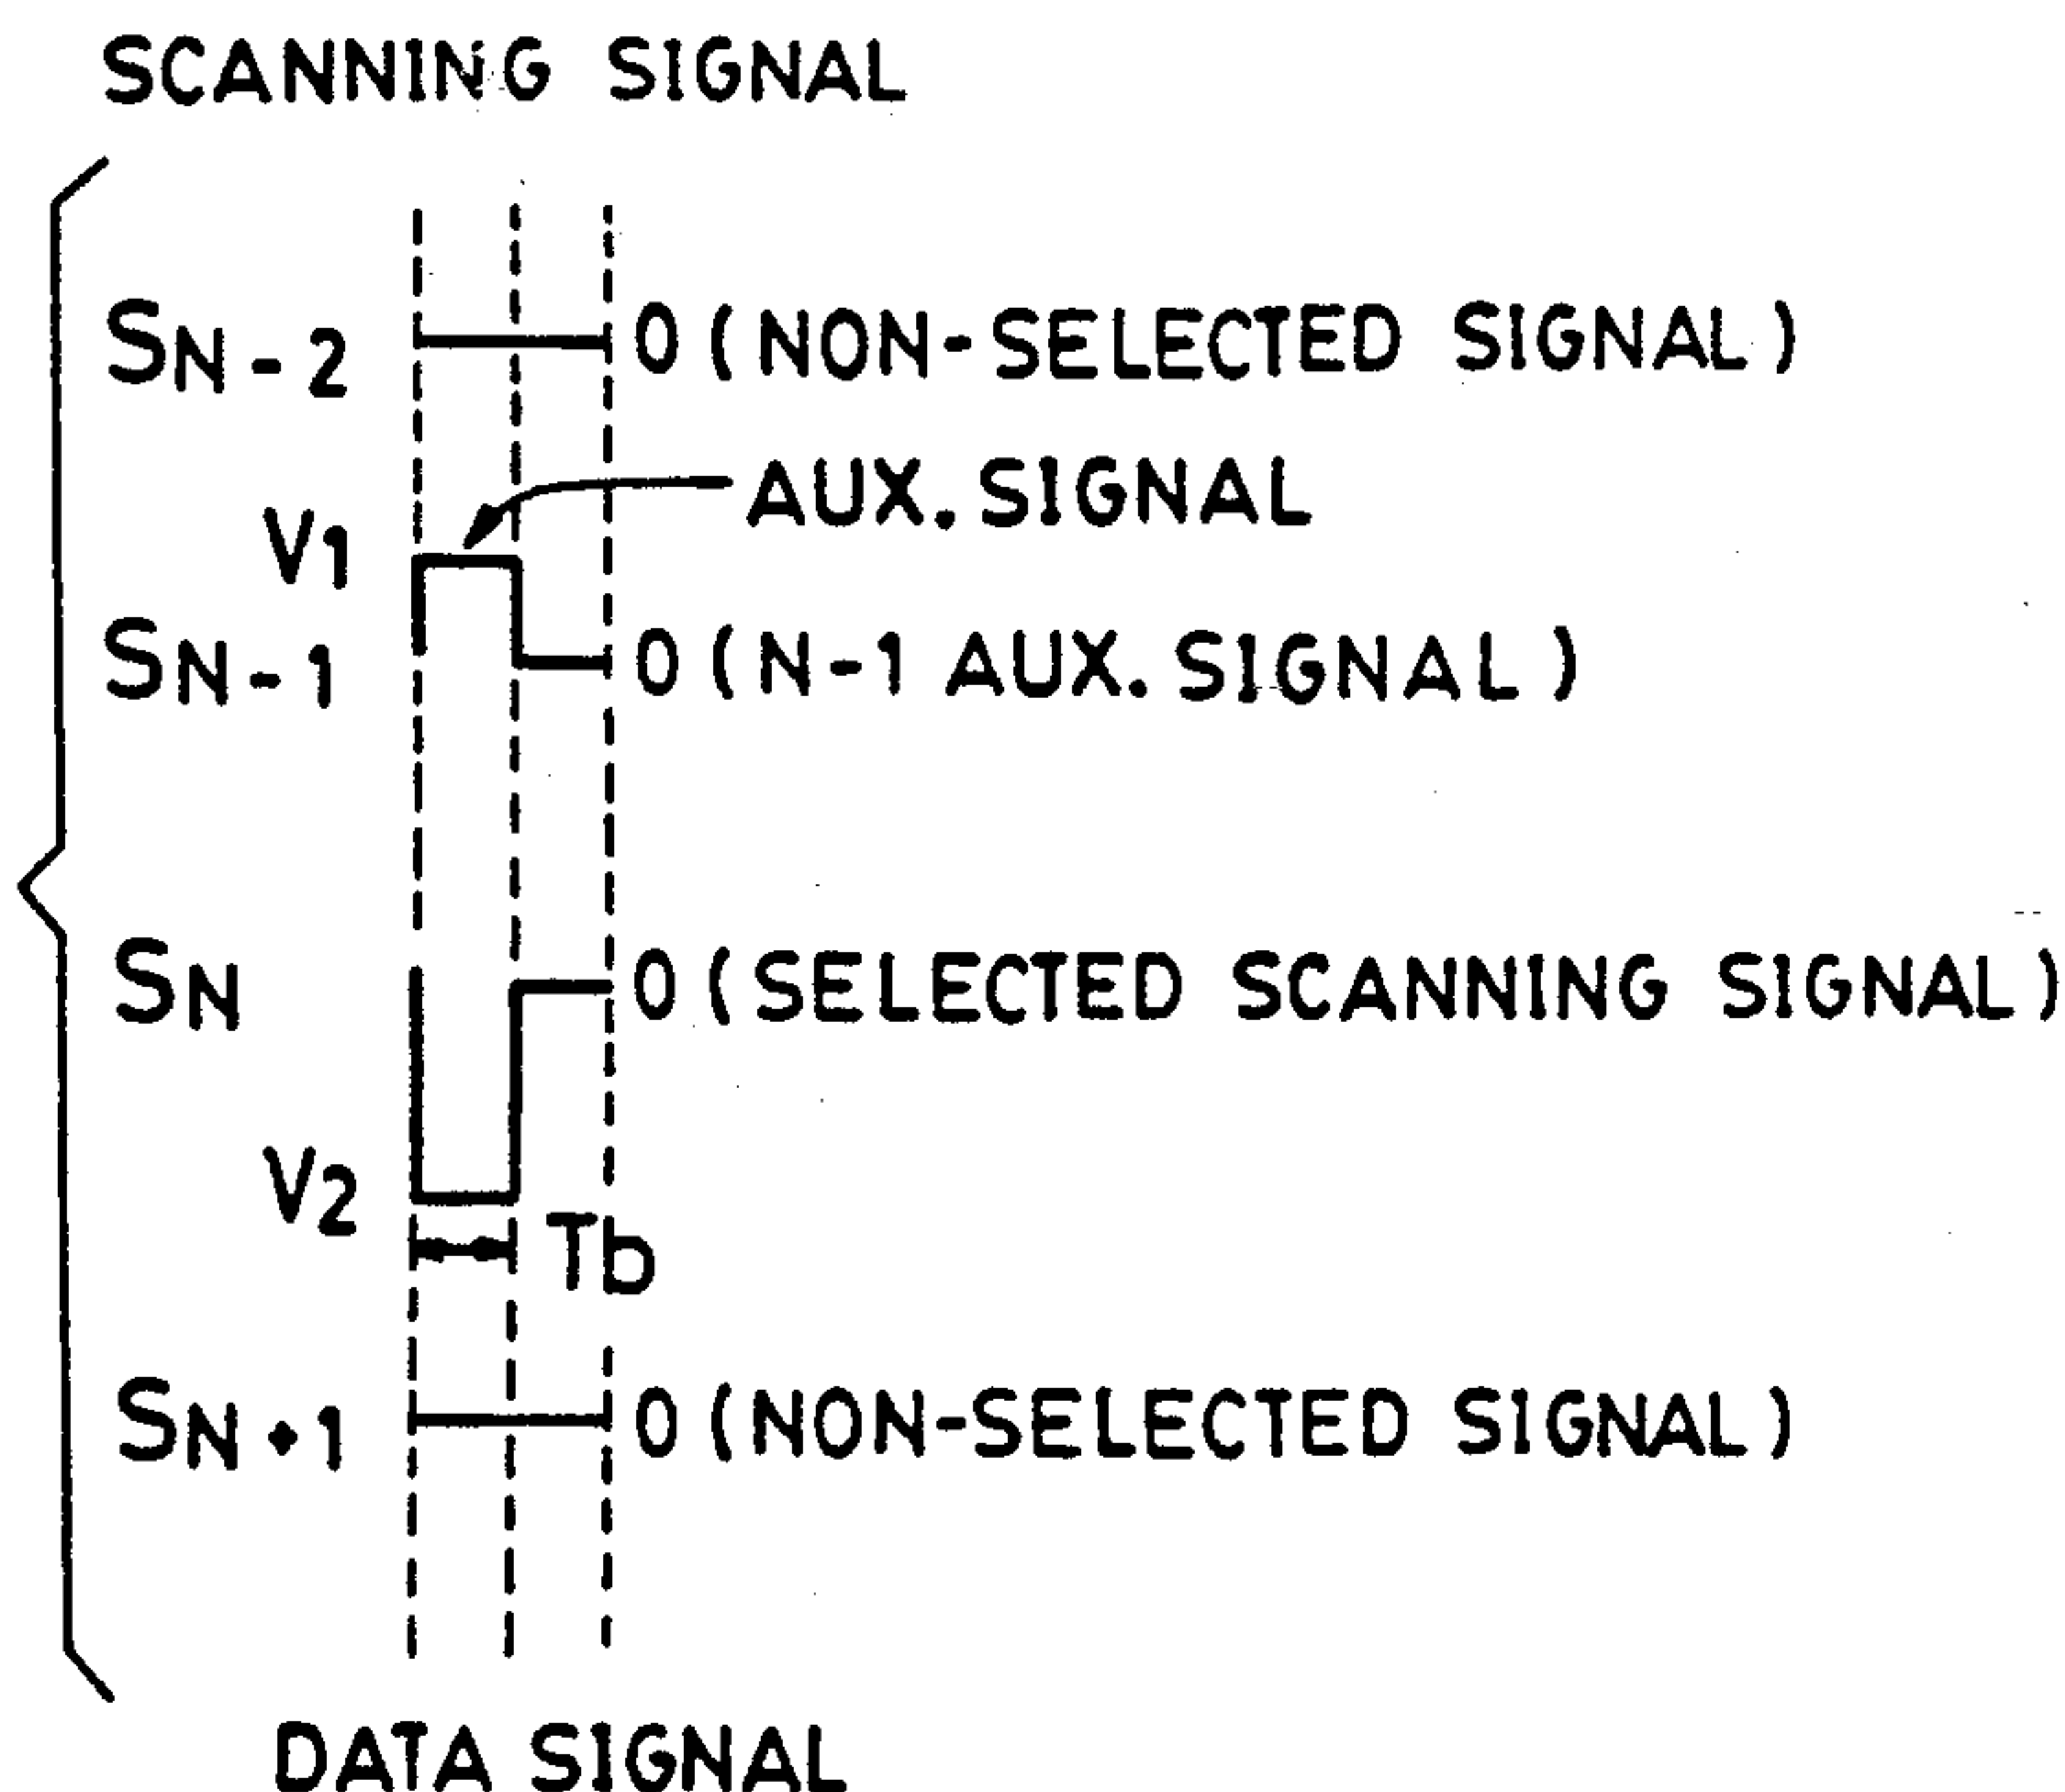 SCANNING SIGNAL
SN-2 0 (NON-SELECTED SIGNAL)
AUX. SIGNAL
V1
SN-1 0 (N-1 AUX. SIGNAL)
SN 0 (SELECTED SCANNING SIGNAL)
V2
Tb
SN+1 0 (NON-SELECTED SIGNAL)
DATA SIGNAL